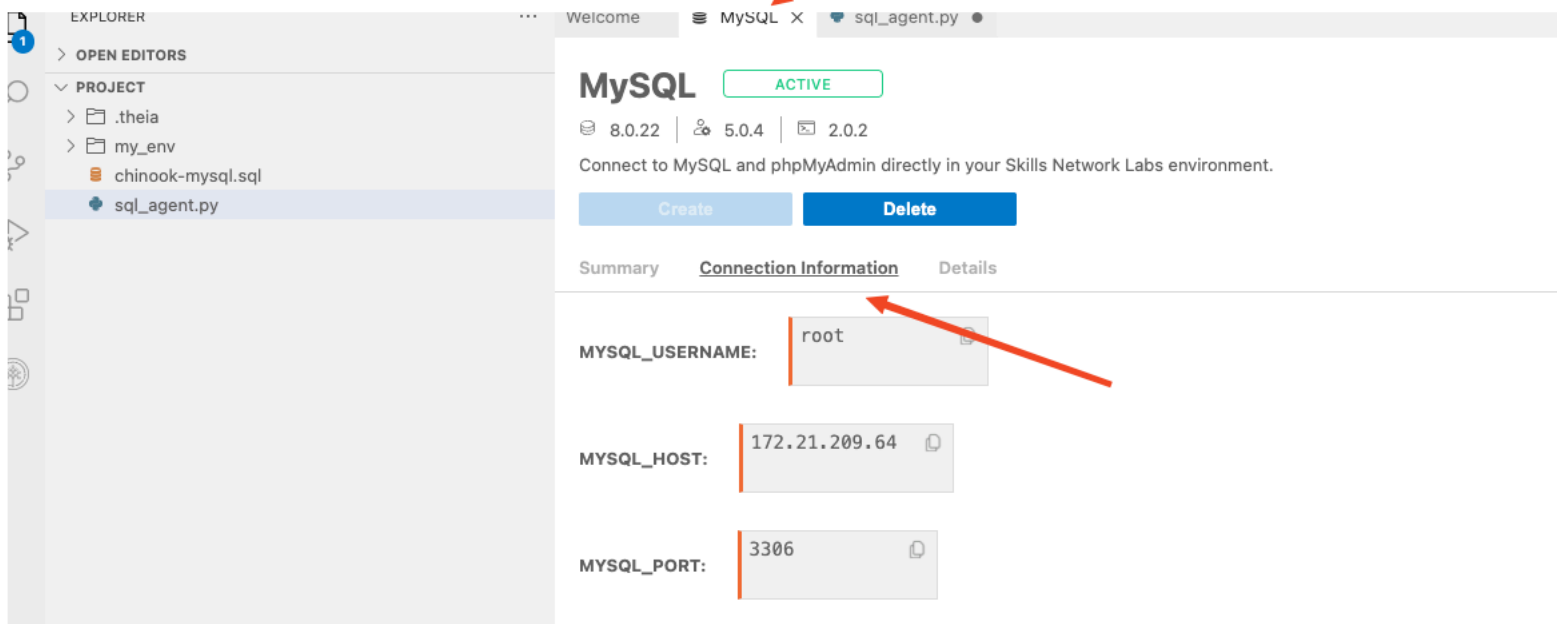 EXPLORER
...
Welcome
MySQL
sql_agent.py
1
OPEN EDITORS
PROJECT
.theia
my_env
chinook-mysql.sql
sql_agent.py
MySQL
ACTIVE
8.0.22
5.0.4
2.0.2
Connect to MySQL and phpMyAdmin directly in your Skills Network Labs environment.
Create
Delete
Summary
Connection Information
Details
MYSQL_USERNAME:
root
MYSQL_HOST:
172.21.209.64
MYSQL_PORT:
3306